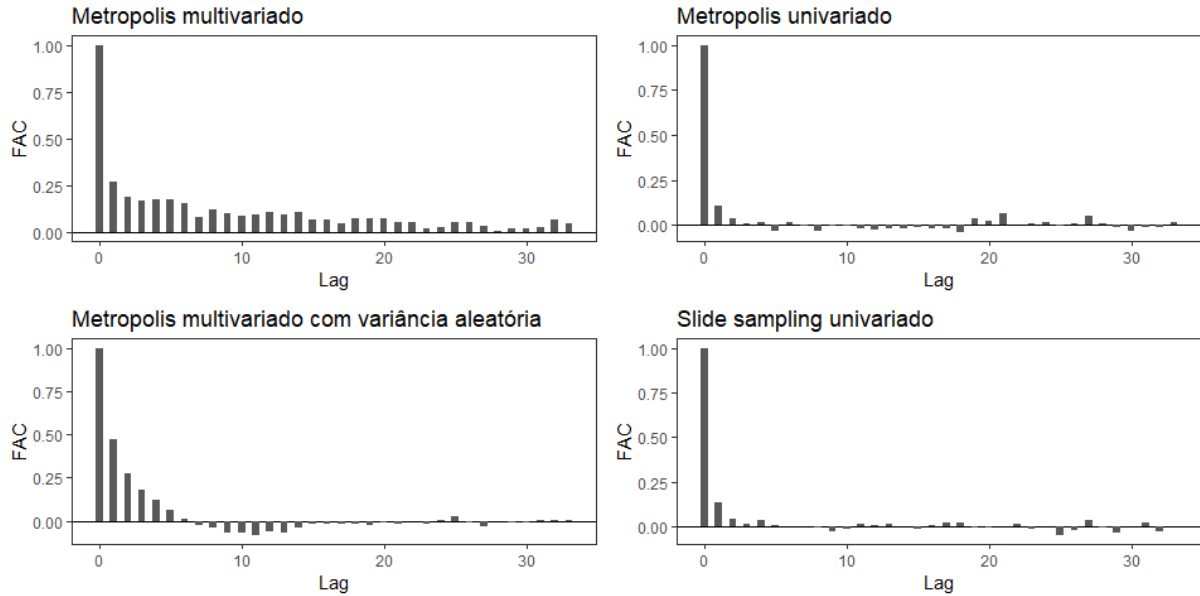 Metropolis multivariado
1.00
0.75
0.50
0.25
0.00
FAC
0 10 20 30
Lag
Metropolis univariado
1.00
0.75
0.50
0.25
0.00
FAC
0 10 20 30
Lag
Metropolis multivariado com variância aleatória
1.00
0.75
0.50
0.25
0.00
FAC
0 10 20 30
Lag
Slide sampling univariado
1.00
0.75
0.50
0.25
0.00
FAC
0 10 20 30
Lag